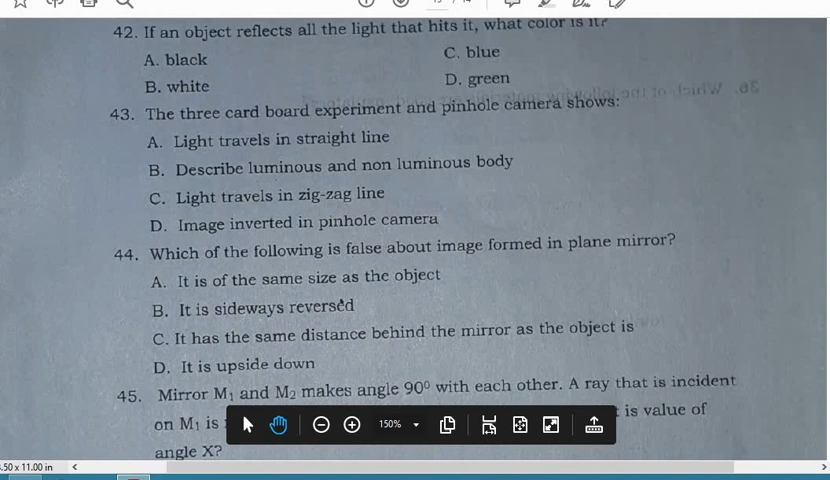 42. If an object reflects all the light that hits it, what color is it?
A. black
C. blue
B. white
D. green
43. The three card board experiment and pinhole camera shows:
A. Light travels in straight line
B. Describe luminous and non luminous body
C. Light travels in zig-zag line
D. Image inverted in pinhole camera
44. Which of the following is false about image formed in plane mirror?
A. It is of the same size as the object
B. It is sideways reversed
C. It has the same distance behind the mirror as the object is
D. It is upside down
45. Mirror M₁ and M₂ makes angle 90⁰ with each other. A ray that is incident
on M₁ is is value of
angle X?
150%
.50 x 11.00 in